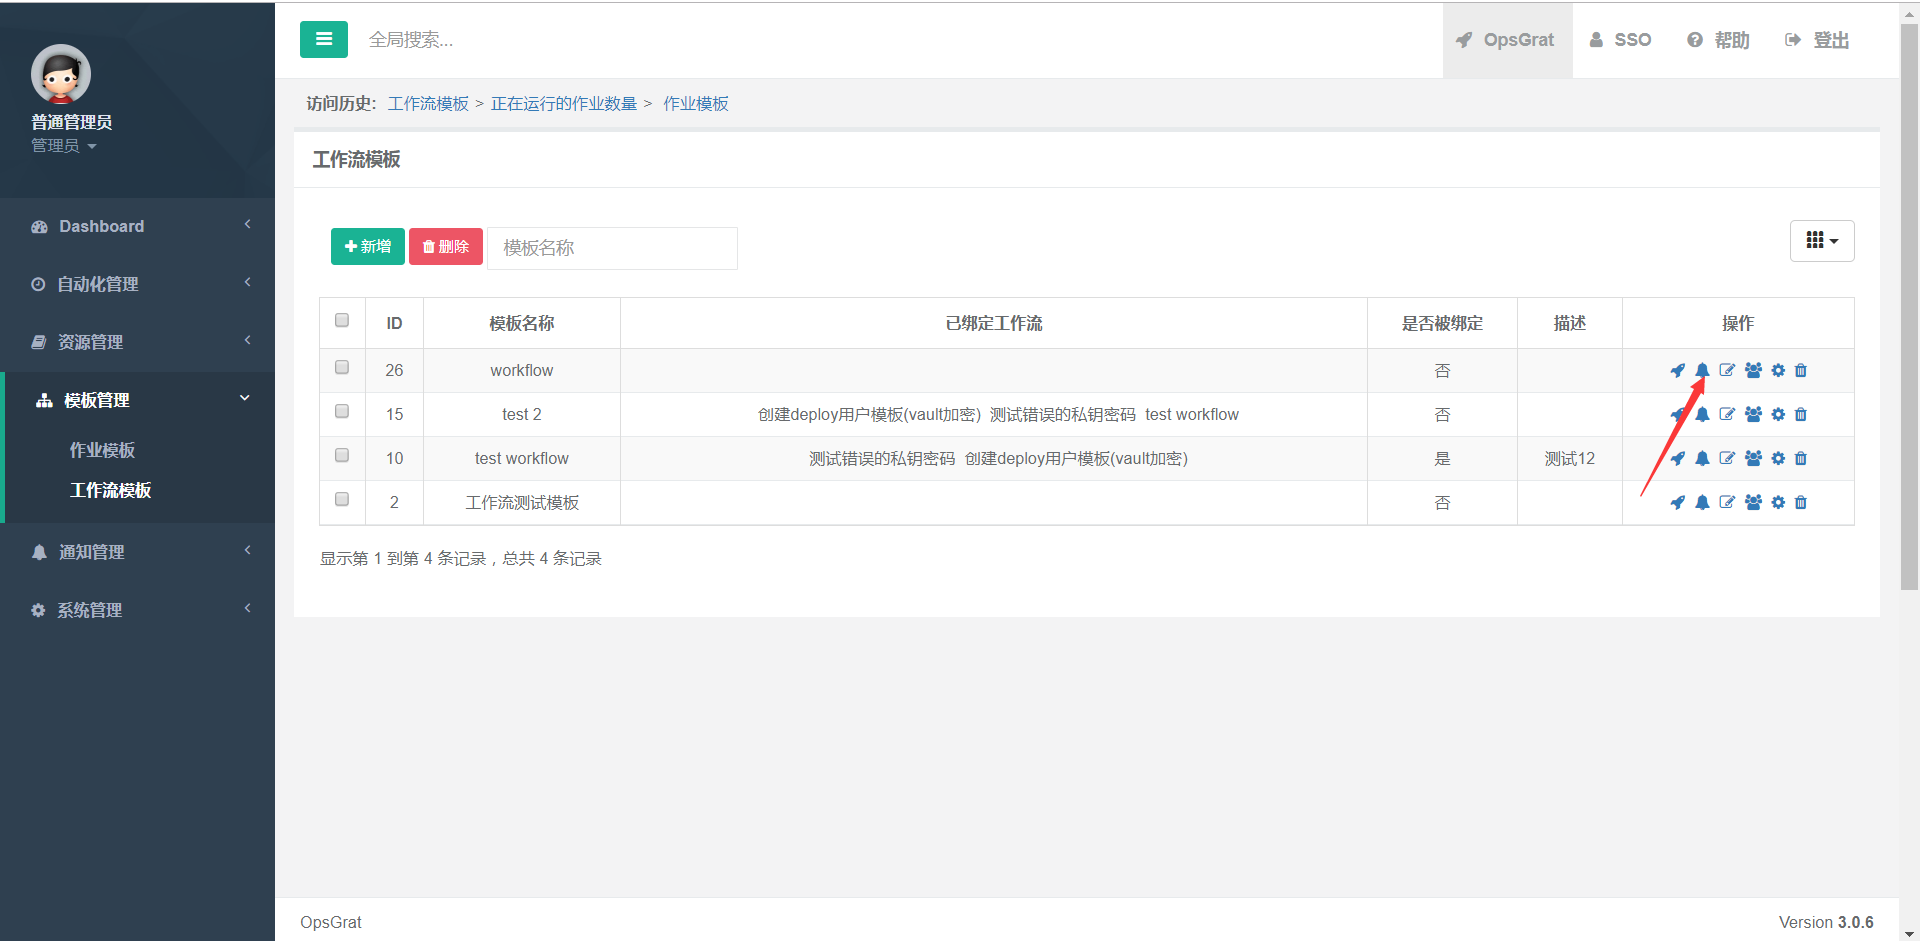 全局搜索...
OpsGrat SSO 帮助 登出
普通管理员
管理员
访问历史: 工作流模板 > 正在运行的作业数量 > 作业模板
工作流模板
Dashboard
自动化管理
资源管理
模板管理
作业模板
工作流模板
通知管理
系统管理
新增 删除 模板名称
ID 模板名称 已绑定工作流 是否被绑定 描述 操作
26 workflow 否
15 test 2 创建deploy用户模板(vault加密) 测试错误的私钥密码 test workflow 否
10 test workflow 测试错误的私钥密码 创建deploy用户模板(vault加密) 是 测试12
2 工作流测试模板 否
显示第 1 到第 4 条记录，总共 4 条记录
OpsGrat
Version 3.0.6